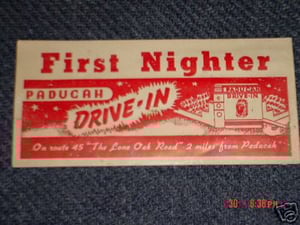 First Nighter
PADUCAH
DRIVE-IN
PADUCAH
DRIVE-IN
On route 45 "The Lone Oak Road" 2 miles from Paducah